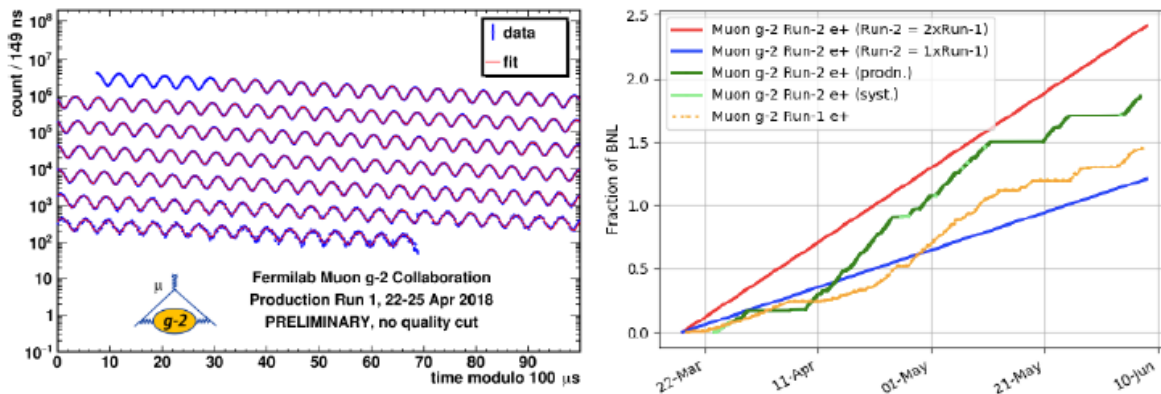 count / 149 ns
10⁸
10⁷
10⁶
10⁵
10⁴
10³
10²
10
1
10⁻¹
data
fit
μ
g-2
Fermilab Muon g-2 Collaboration
Production Run 1, 22-25 Apr 2018
PRELIMINARY, no quality cut
0 10 20 30 40 50 60 70 80 90 100
time modulo 100 μs
Fraction of BNL
2.5
2.0
1.5
1.0
0.5
0.0
Muon g-2 Run-2 e+ (Run-2 = 2xRun-1)
Muon g-2 Run-2 e+ (Run-2 = 1xRun-1)
Muon g-2 Run-2 e+ (prodn.)
Muon g-2 Run-2 e+ (syst.)
Muon g-2 Run-1 e+
22-Mar 11-Apr 01-May 21-May 10-Jun